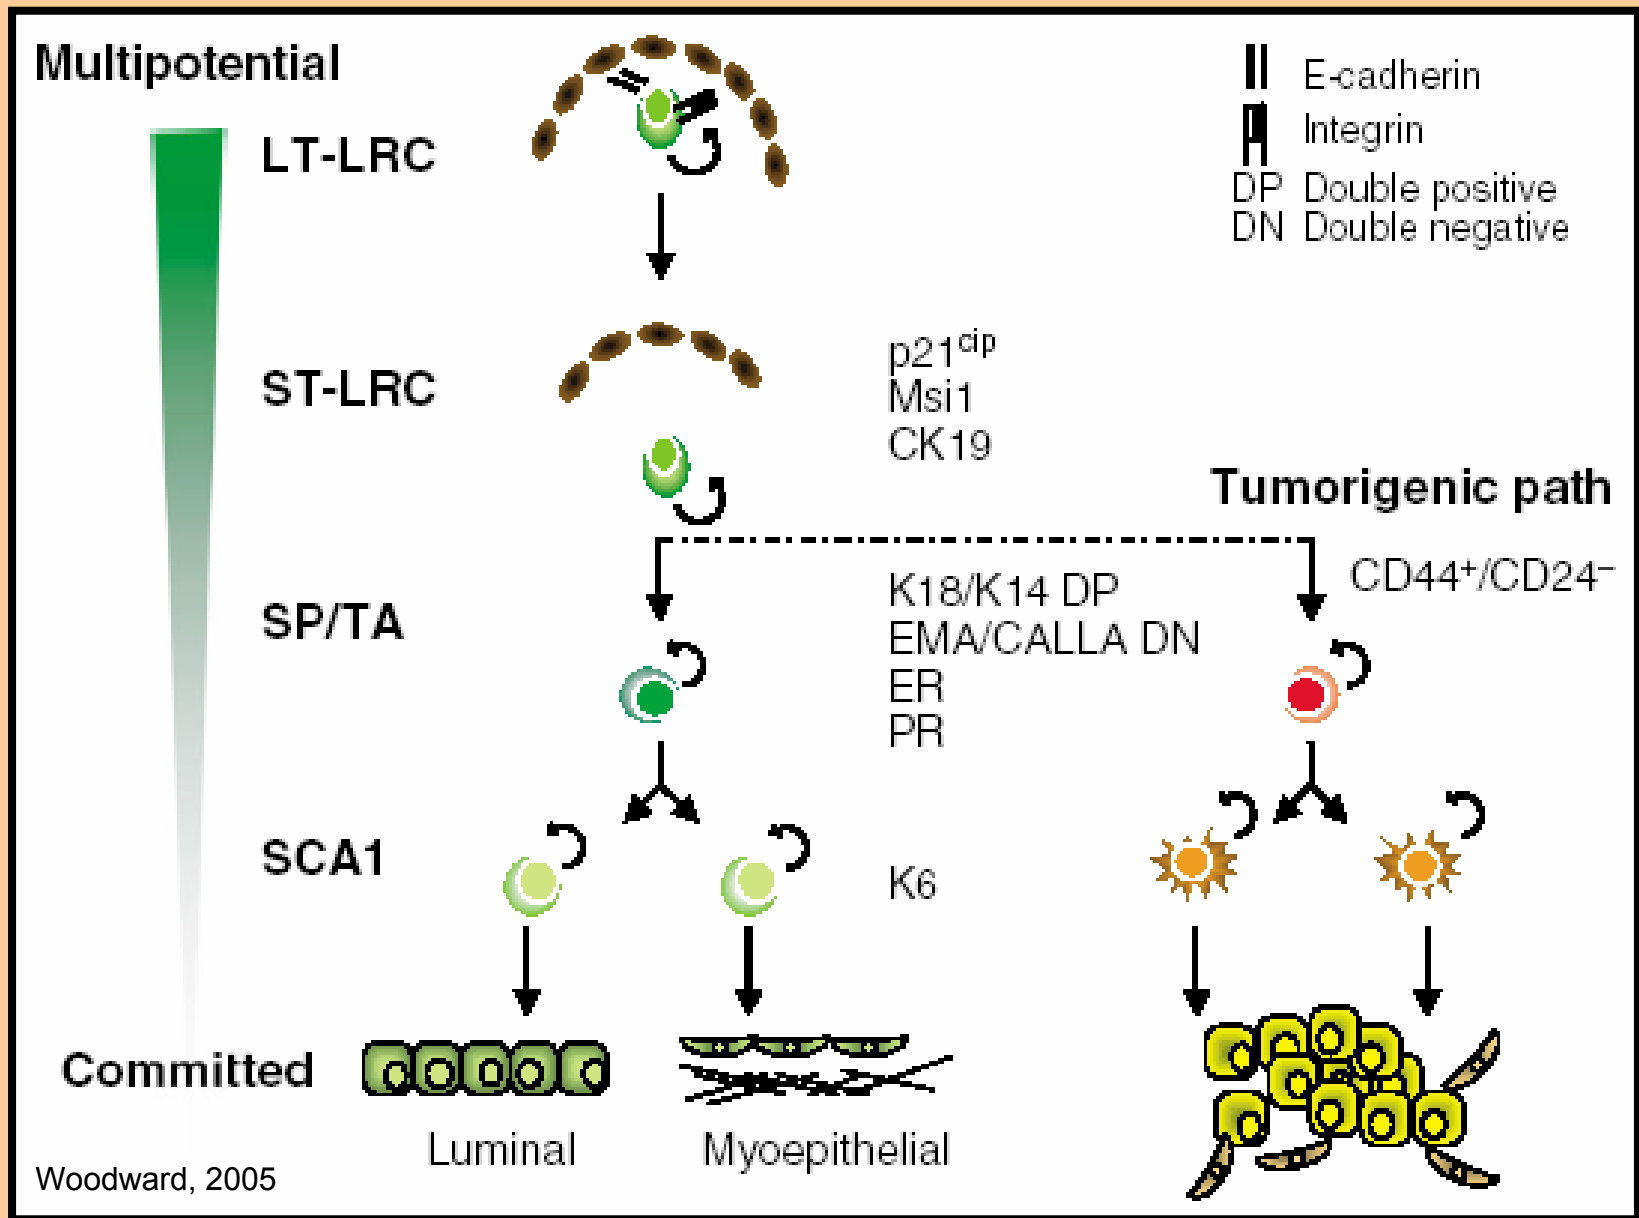 Multipotential
E-cadherin
Integrin
DP Double positive
DN Double negative
LT-LRC
ST-LRC
p21cip
Msi1
CK19
Tumorigenic path
CD44+/CD24−
SP/TA
K18/K14 DP
EMA/CALLA DN
ER
PR
SCA1
K6
Committed
Luminal
Myoepithelial
Woodward, 2005